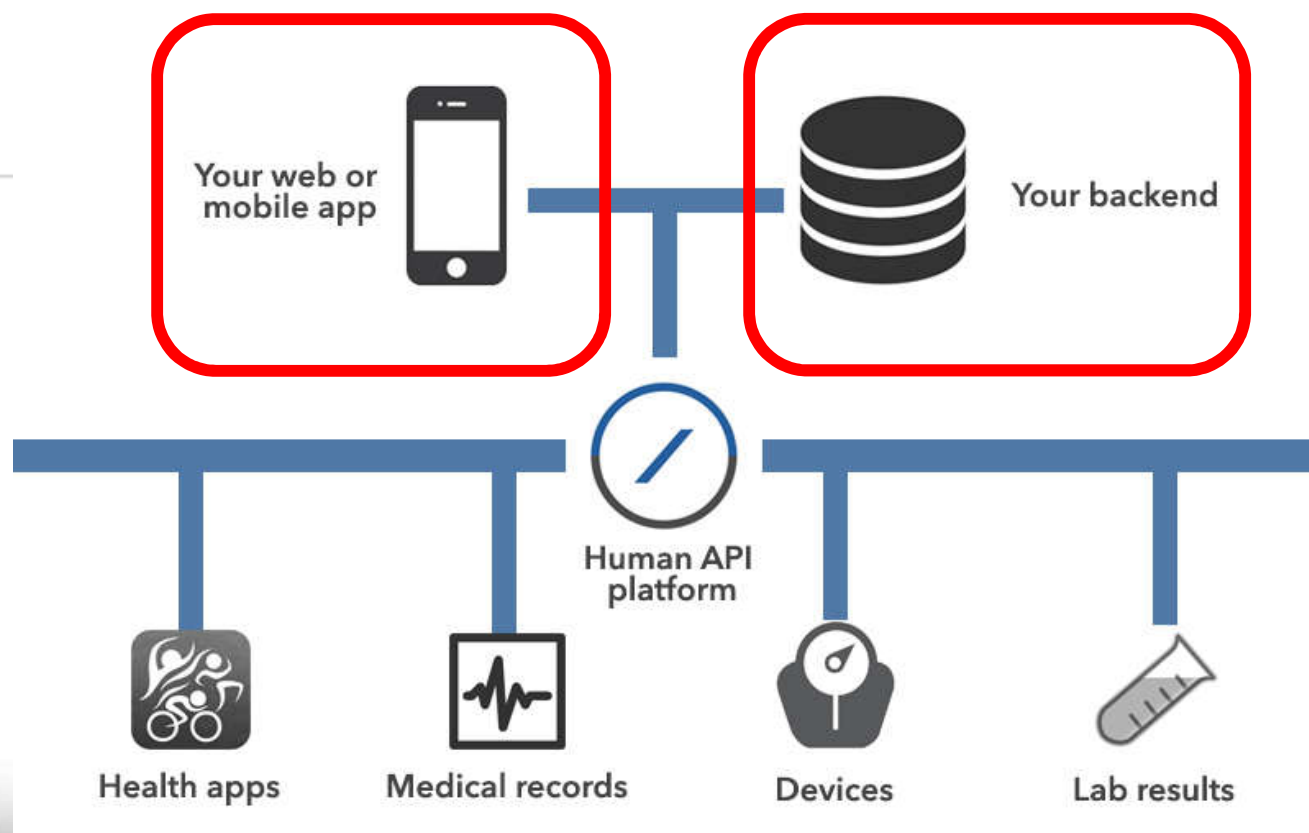 Your web or
mobile app
Your backend
Human API
platform
Health apps
Medical records
Devices
Lab results